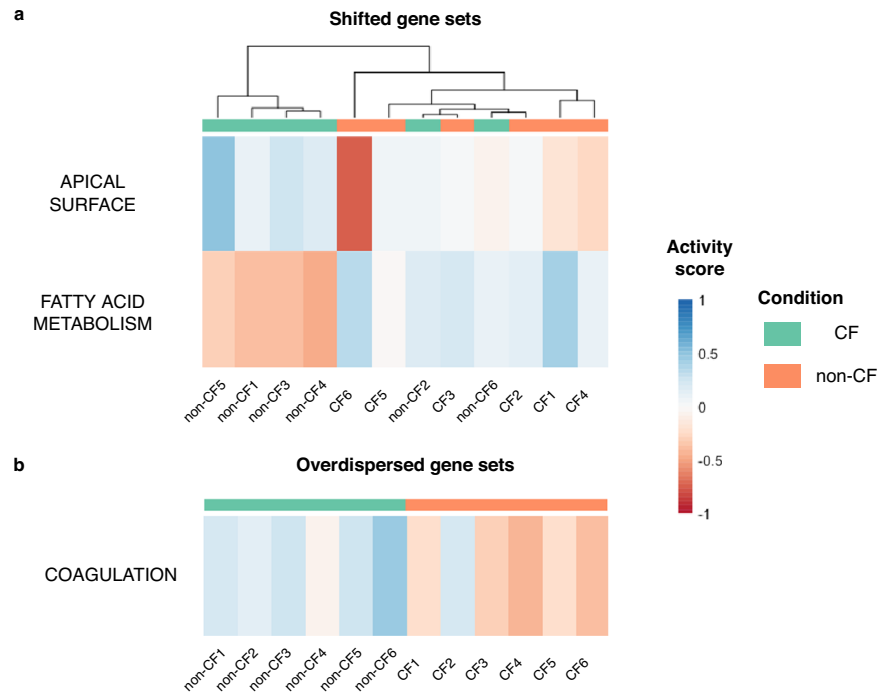 a
Shifted gene sets
APICAL
SURFACE
FATTY ACID
METABOLISM
non-CF5
non-CF1
non-CF3
non-CF4
CF6
CF5
non-CF2
CF3
non-CF6
CF2
CF1
CF4
Activity
score
1
0.5
0
-0.5
-1
Condition
CF
non-CF
b
Overdispersed gene sets
COAGULATION
non-CF1
non-CF2
non-CF3
non-CF4
non-CF5
non-CF6
CF1
CF2
CF3
CF4
CF5
CF6